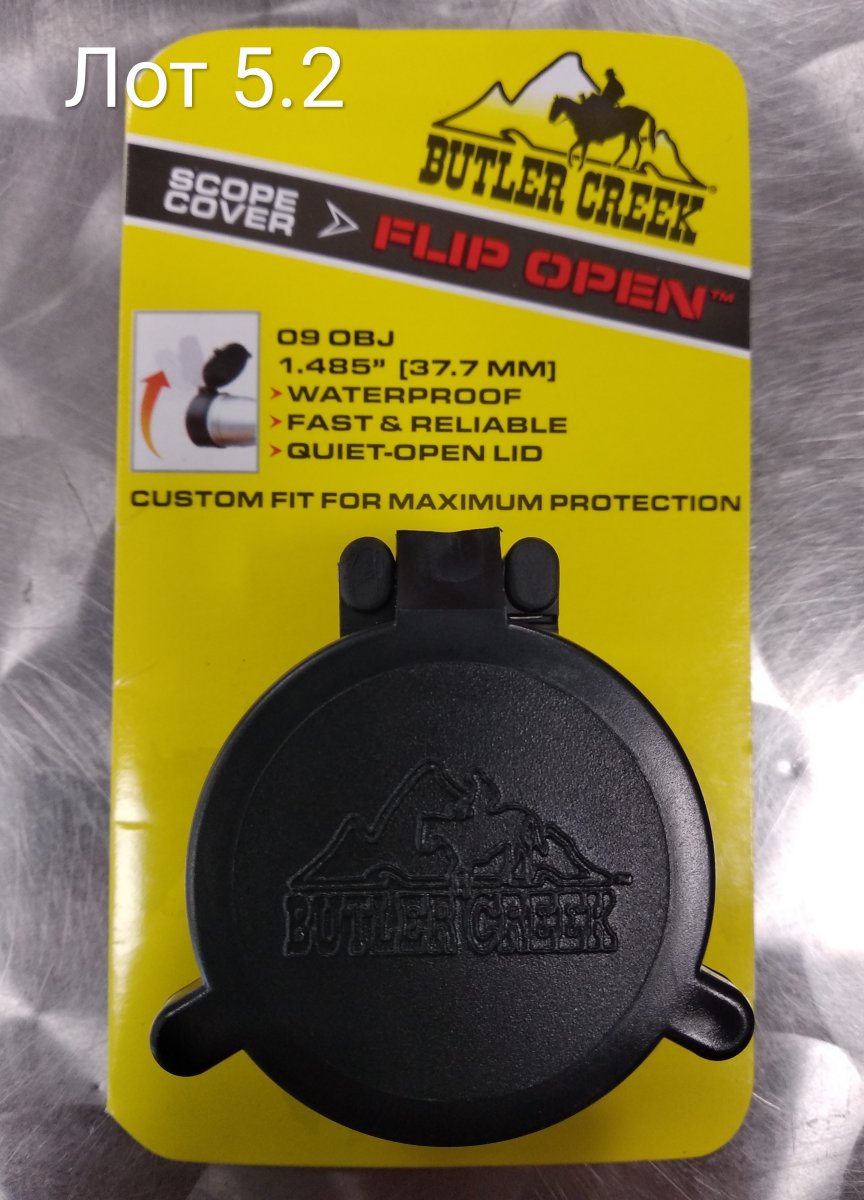 Лот 5.2
BUTLER CREEK®
SCOPE
COVER
FLIP OPEN™
09 OBJ
1.485” [37.7 MM]
WATERPROOF
FAST & RELIABLE
QUIET-OPEN LID
CUSTOM FIT FOR MAXIMUM PROTECTION
BUTLER CREEK